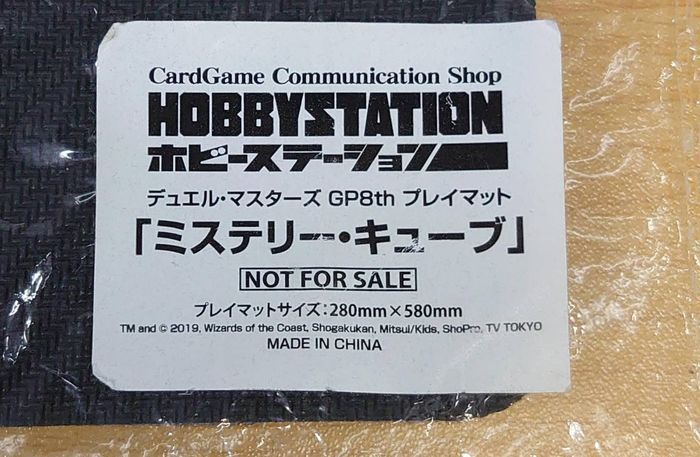 CardGame Communication Shop
HOBBYSTATION
ホビーステーション
デュエル・マスターズ GP8th プレイマット
「ミステリー・キューブ」
NOT FOR SALE
プレイマットサイズ：280mm×580mm
TM and © 2019, Wizards of the Coast, Shogakukan, Mitsui/Kids, ShoPro, TV TOKYO
MADE IN CHINA